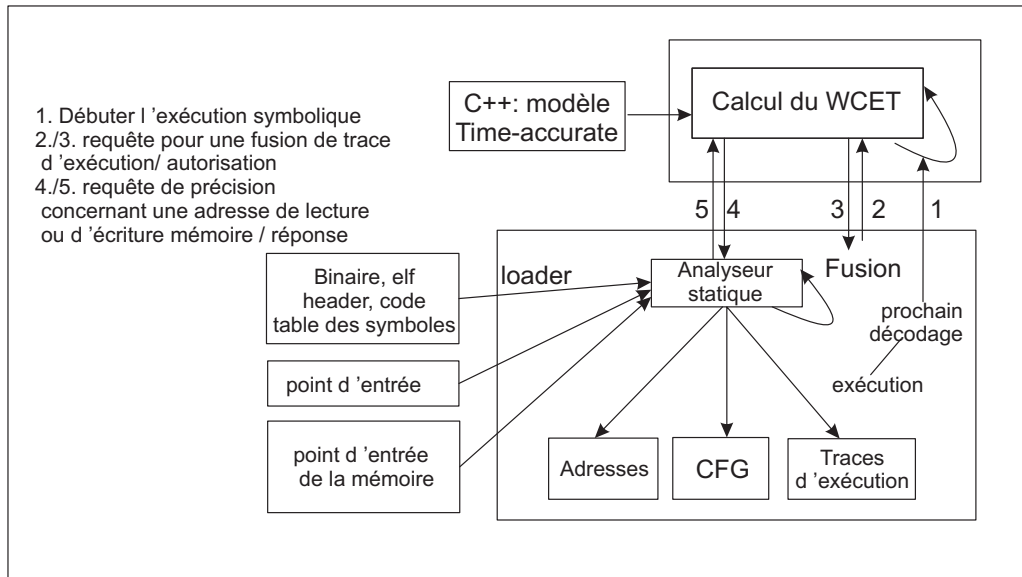 1. Débuter l ’exécution symbolique
2./3. requête pour une fusion de trace
d ’exécution/ autorisation
4./5. requête de précision
concernant une adresse de lecture
ou d ’écriture mémoire / réponse
C++: modèle
Time-accurate
Calcul du WCET
5
4
3
2
1
Binaire, elf
header, code
table des symboles
loader
Analyseur
statique
Fusion
prochain
décodage
exécution
point d ’entrée
point d ’entrée
de la mémoire
Adresses
CFG
Traces
d ’exécution